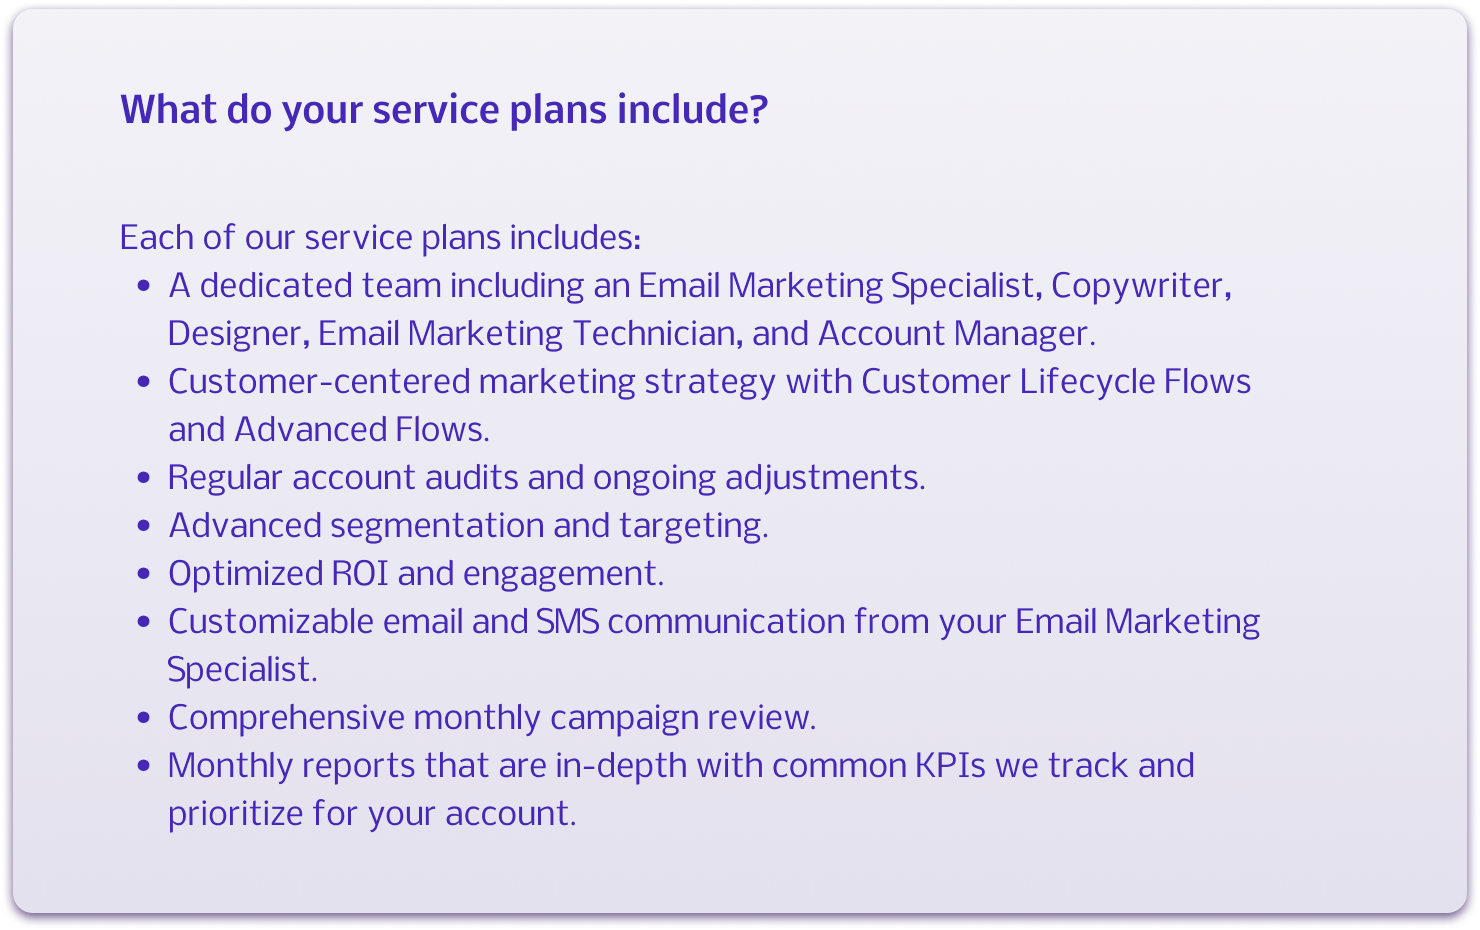 What do your service plans include?
Each of our service plans includes:
• A dedicated team including an Email Marketing Specialist, Copywriter,
Designer, Email Marketing Technician, and Account Manager.
• Customer-centered marketing strategy with Customer Lifecycle Flows
and Advanced Flows.
• Regular account audits and ongoing adjustments.
• Advanced segmentation and targeting.
• Optimized ROI and engagement.
• Customizable email and SMS communication from your Email Marketing
Specialist.
• Comprehensive monthly campaign review.
• Monthly reports that are in-depth with common KPIs we track and
prioritize for your account.